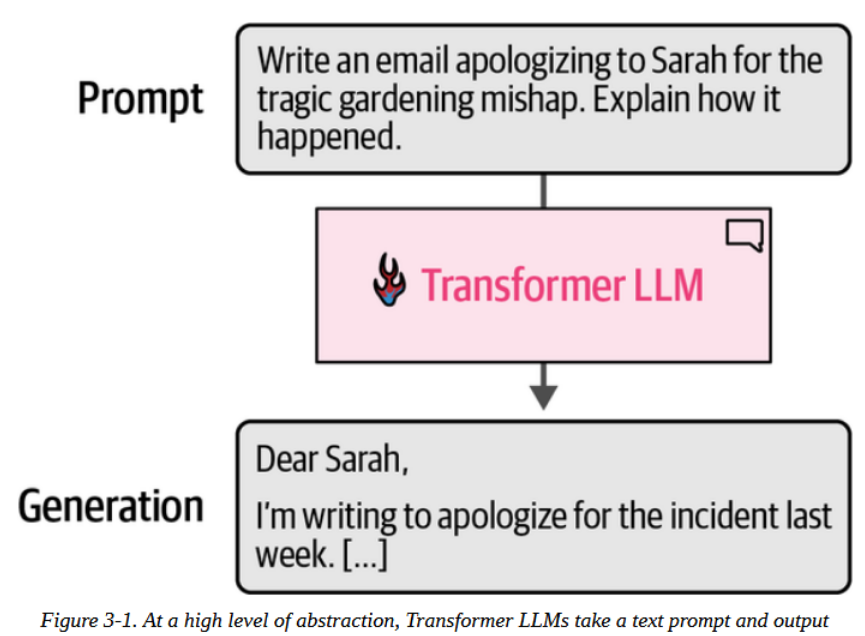 Prompt
Write an email apologizing to Sarah for the
tragic gardening mishap. Explain how it
happened.
Transformer LLM
Generation
Dear Sarah,
I'm writing to apologize for the incident last
week. [...]
Figure 3-1. At a high level of abstraction, Transformer LLMs take a text prompt and output